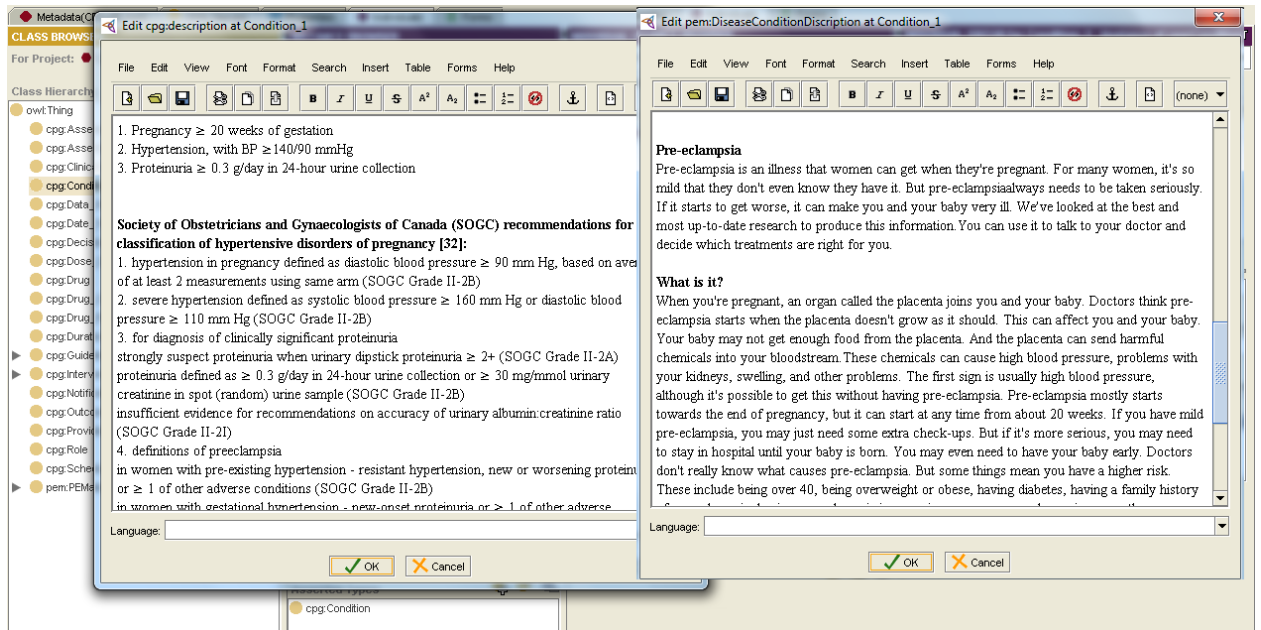 Metadata(C
CLASS BROWS
For Project:
Class Hierarchy
owl:Thing
cpg:Asse
cpg:Asse
cpg:Clinica
cpg:Condi
cpg:Data_
cpg:Date_
cpg:Decis
cpg:Dose_
cpg:Drug
cpg:Drug_
cpg:Drug_
cpg:Durat
cpg:Guide
cpg:Interv
cpg:Notific
cpg:Outco
cpg:Provid
cpg:Role
cpg:Sche
pem:PEMa
Edit cpg:description at Condition_1
File Edit View Font Format Search Insert Table Forms Help
1. Pregnancy ≥ 20 weeks of gestation
2. Hypertension, with BP ≥140/90 mmHg
3. Proteinuria ≥ 0.3 g/day in 24-hour urine collection
Society of Obstetricians and Gynaecologists of Canada (SOGC) recommendations for
classification of hypertensive disorders of pregnancy [32]:
1. hypertension in pregnancy defined as diastolic blood pressure ≥ 90 mm Hg, based on ave
of at least 2 measurements using same arm (SOGC Grade II-2B)
2. severe hypertension defined as systolic blood pressure ≥ 160 mm Hg or diastolic blood
pressure ≥ 110 mm Hg (SOGC Grade II-2B)
3. for diagnosis of clinically significant proteinuria
strongly suspect proteinuria when urinary dipstick proteinuria ≥ 2+ (SOGC Grade II-2A)
proteinuria defined as ≥ 0.3 g/day in 24-hour urine collection or ≥ 30 mg/mmol urinary
creatinine in spot (random) urine sample (SOGC Grade II-2B)
insufficient evidence for recommendations on accuracy of urinary albumin:creatinine ratio
(SOGC Grade II-2I)
4. definitions of preeclampsia
in women with pre-existing hypertension - resistant hypertension, new or worsening proteinu
or ≥ 1 of other adverse conditions (SOGC Grade II-2B)
in women with gestational hypertension - new-onset proteinuria or ≥ 1 of other adverse
Language:
OK Cancel
Asserted Types
cpg:Condition
Edit pem:DiseaseConditionDiscription at Condition_1
File Edit View Font Format Search Insert Table Forms Help
(none)
Pre-eclampsia
Pre-eclampsia is an illness that women can get when they're pregnant. For many women, it's so
mild that they don't even know they have it. But pre-eclampsiaalways needs to be taken seriously.
If it starts to get worse, it can make you and your baby very ill. We've looked at the best and
most up-to-date research to produce this information.You can use it to talk to your doctor and
decide which treatments are right for you.
What is it?
When you're pregnant, an organ called the placenta joins you and your baby. Doctors think pre-
eclampsia starts when the placenta doesn't grow as it should. This can affect you and your baby.
Your baby may not get enough food from the placenta. And the placenta can send harmful
chemicals into your bloodstream.These chemicals can cause high blood pressure, problems with
your kidneys, swelling, and other problems. The first sign is usually high blood pressure,
although it's possible to get this without having pre-eclampsia. Pre-eclampsia mostly starts
towards the end of pregnancy, but it can start at any time from about 20 weeks. If you have mild
pre-eclampsia, you may just need some extra check-ups. But if it's more serious, you may need
to stay in hospital until your baby is born. You may even need to have your baby early. Doctors
don't really know what causes pre-eclampsia. But some things mean you have a higher risk.
These include being over 40, being overweight or obese, having diabetes, having a family history
Language:
OK Cancel